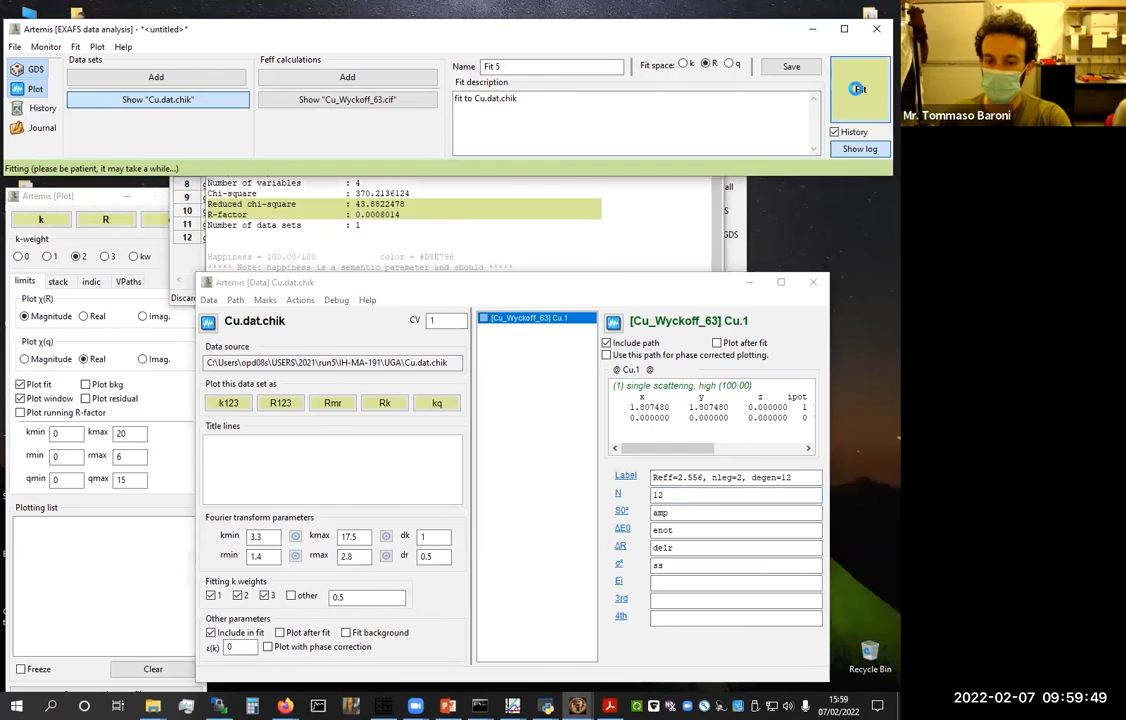 Artemis [EXAFS data analysis] - *<untitled>*
File Monitor Fit Plot Help
GDS
Plot
History
Journal
Data sets
Add
Show "Cu.dat.chik"
Feff calculations
Add
Show "Cu_Wyckoff_63.cif"
Name Fit 5
Fit space: k R q
Save
Fit description
fit to Cu.dat.chik
Fit
History
Show log
Fitting (please be patient, it may take a while...)
Mr. Tommaso Baroni
Artemis [Plot]
k R
k-weight
0 1 2 3 kw
limits stack indic VPaths
Plot χ(R)
Magnitude Real Imag.
Plot χ(q)
Magnitude Real Imag.
Plot fit Plot bkg
Plot window Plot residual
Plot running R-factor
kmin 0 kmax 20
rmin 0 rmax 6
qmin 0 qmax 15
Plotting list
Freeze Clear
8
9
10
11
12
Discard
Number of variables : 4
Chi-square : 370.2136124
Reduced chi-square : 43.8822478
R-factor : 0.0008014
Number of data sets : 1
Happiness = 100.00/100 color = #D8E796
***** Note: happiness is a semantic parameter and should *****
all
S
GDS
Artemis [Data] Cu.dat.chik
Data Path Marks Actions Debug Help
Cu.dat.chik
CV 1
Data source
C:\Users\opd08s\USERS\2021\run5\IH-MA-191\UGA\Cu.dat.chik
Plot this data set as
k123 R123 Rmr Rk kq
Title lines
Fourier transform parameters
kmin 3.3 kmax 17.5 dk 1
rmin 1.4 rmax 2.8 dr 0.5
Fitting k weights
1 2 3 other 0.5
Other parameters
Include in fit Plot after fit Fit background
ε(k) 0 Plot with phase correction
[Cu_Wyckoff_63] Cu.1
[Cu_Wyckoff_63] Cu.1
Include path Plot after fit
Use this path for phase corrected plotting.
@ Cu.1 @
(1) single scattering, high (100.00)
x y z ipot
1.807480 1.807480 0.000000 1
0.000000 0.000000 0.000000 0
Label Reff=2.556, nleg=2, degen=12
N 12
S0² amp
ΔE0 enot
ΔR delr
σ² ss
Ei
3rd
4th
Recycle Bin
15:59
07/02/2022
2022-02-07 09:59:49